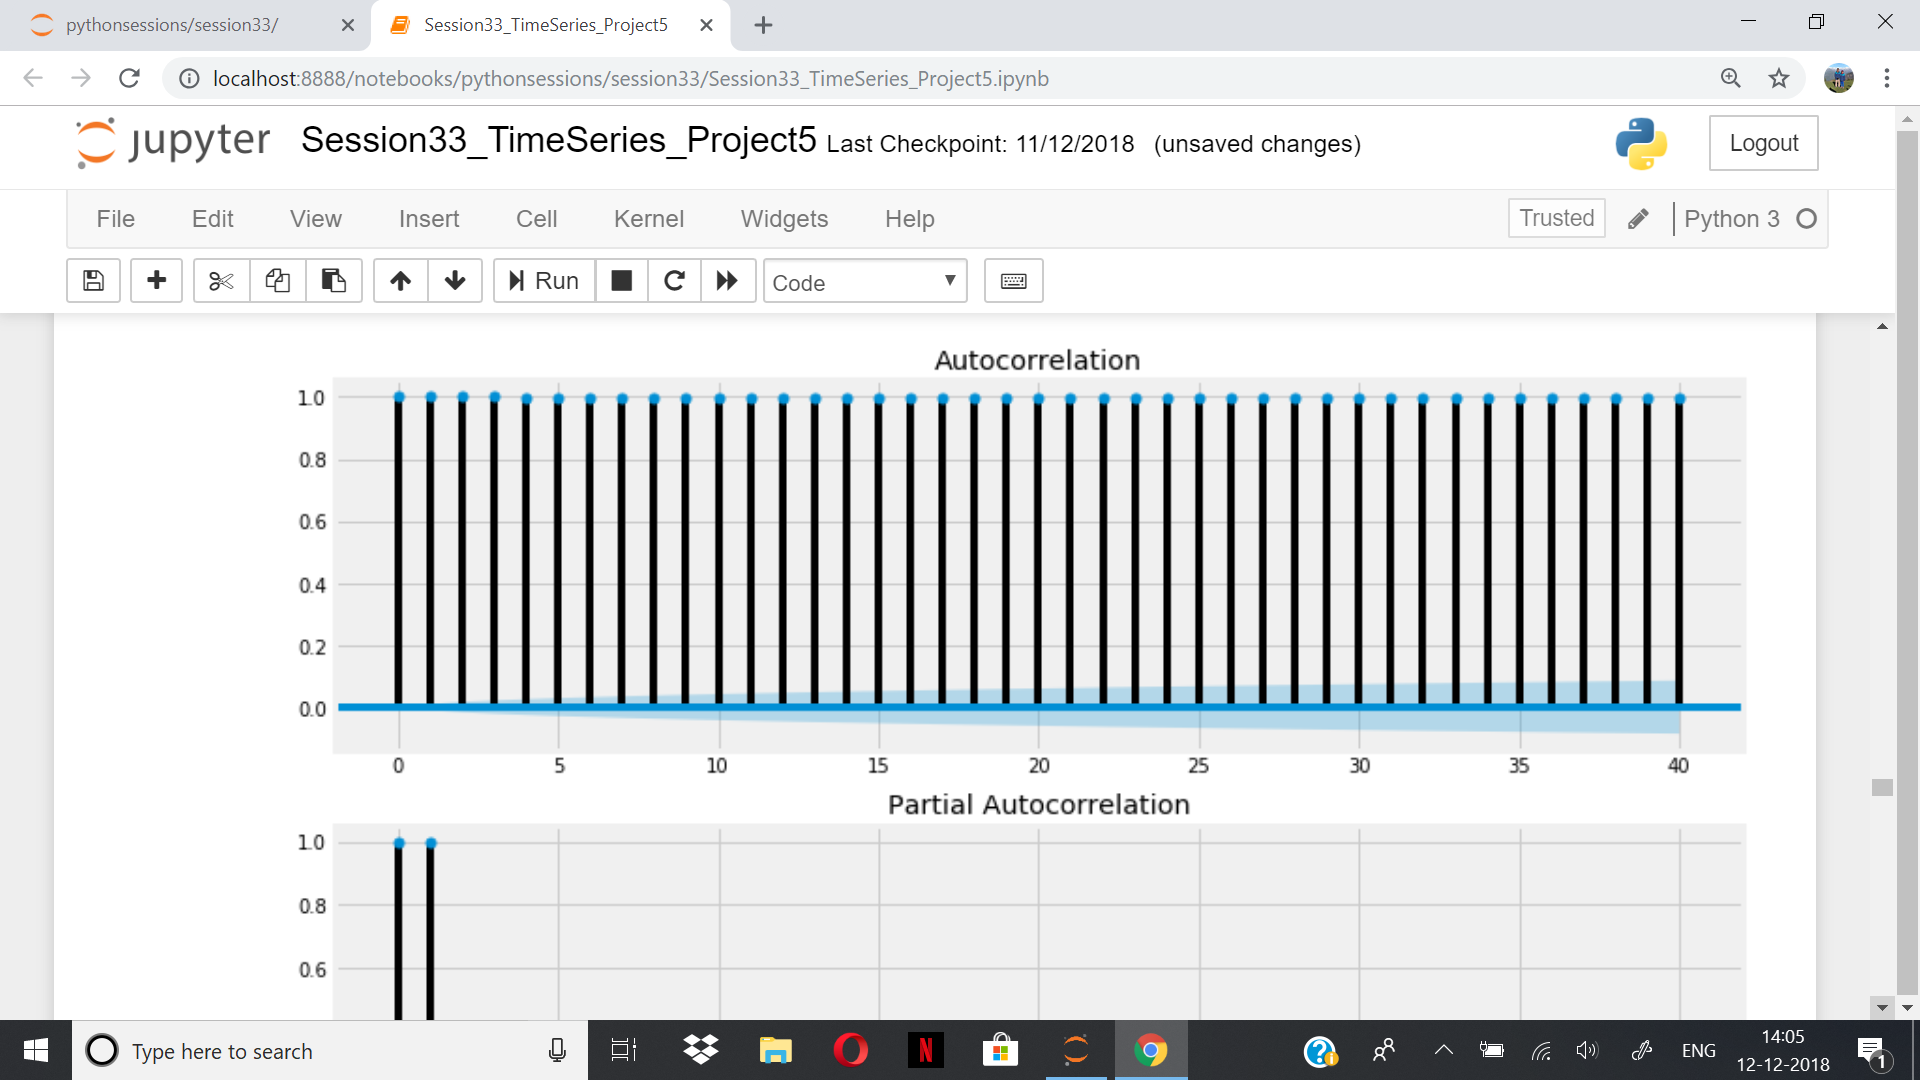 pythonsessions/session33/
Session33_TimeSeries_Project5
localhost:8888/notebooks/pythonsessions/session33/Session33_TimeSeries_Project5.ipynb
jupyter Session33_TimeSeries_Project5 Last Checkpoint: 11/12/2018 (unsaved changes)
Logout
File Edit View Insert Cell Kernel Widgets Help
Trusted Python 3
Run Code
Autocorrelation
1.0
0.8
0.6
0.4
0.2
0.0
0 5 10 15 20 25 30 35 40
Partial Autocorrelation
1.0
0.8
0.6
Type here to search
N
ENG
14:05
12-12-2018
1